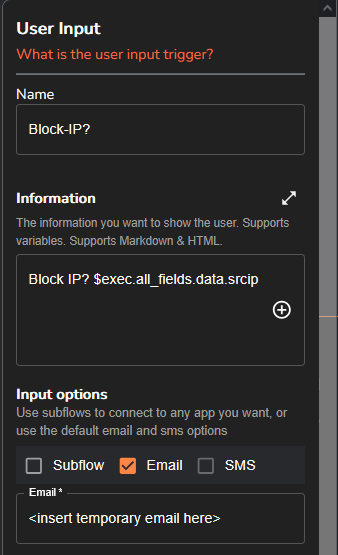 User Input
What is the user input trigger?
Name
Block-IP?
Information
The information you want to show the user. Supports
variables. Supports Markdown & HTML.
Block IP? $exec.all_fields.data.srcip
Input options
Use subflows to connect to any app you want, or
use the default email and sms options
Subflow Email SMS
Email *
<insert temporary email here>